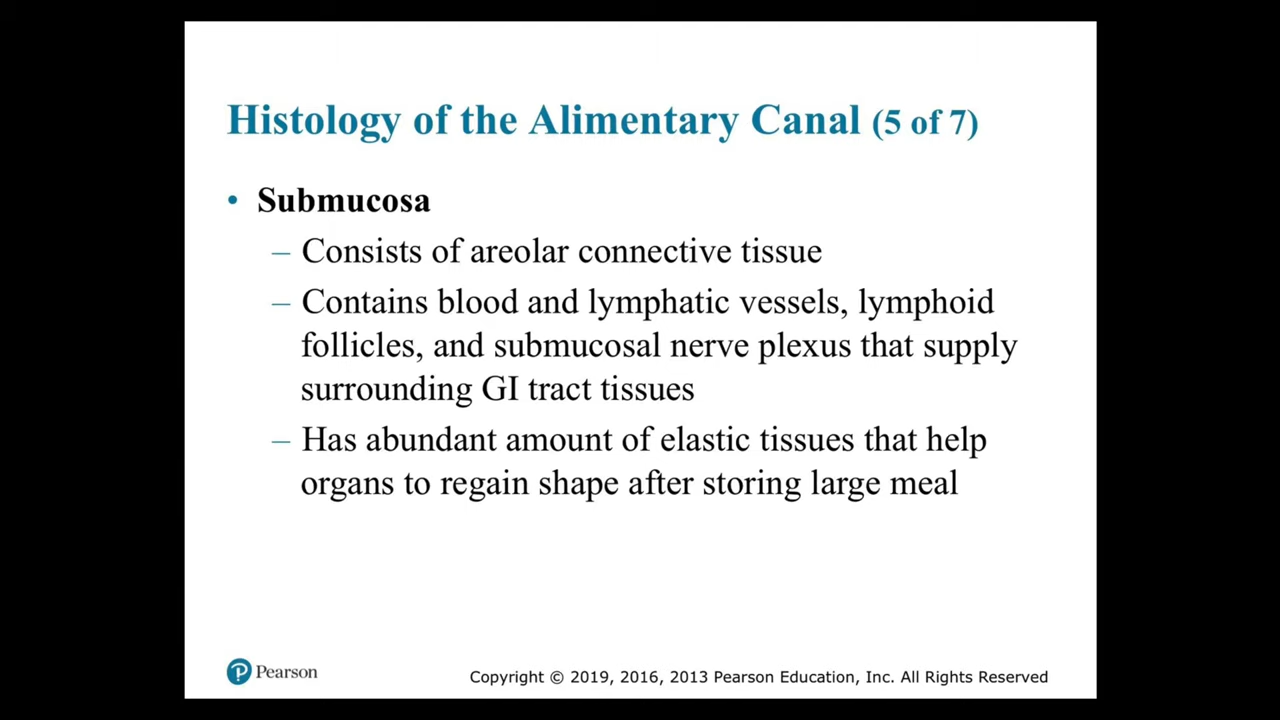 Histology of the Alimentary Canal (5 of 7)
• Submucosa
– Consists of areolar connective tissue
– Contains blood and lymphatic vessels, lymphoid
follicles, and submucosal nerve plexus that supply
surrounding GI tract tissues
– Has abundant amount of elastic tissues that help
organs to regain shape after storing large meal
P Pearson
Copyright © 2019, 2016, 2013 Pearson Education, Inc. All Rights Reserved